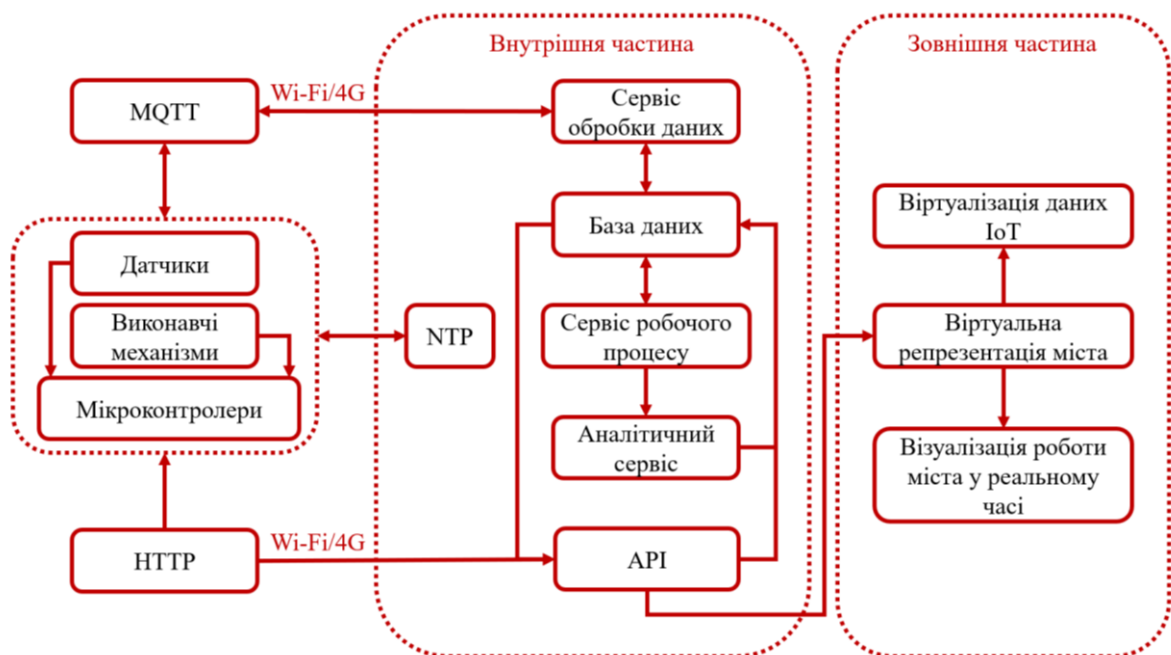 Внутрішня частина
Зовнішня частина
MQTT
Wi-Fi/4G
Сервіс
обробки даних
База даних
Віртуалізація даних
IoT
Датчики
Виконавчі
механізми
Мікроконтролери
NTP
Сервіс робочого
процесу
Віртуальна
репрезентація міста
Аналітичний
сервіс
Візуалізація роботи
міста у реальному
часі
HTTP
Wi-Fi/4G
API